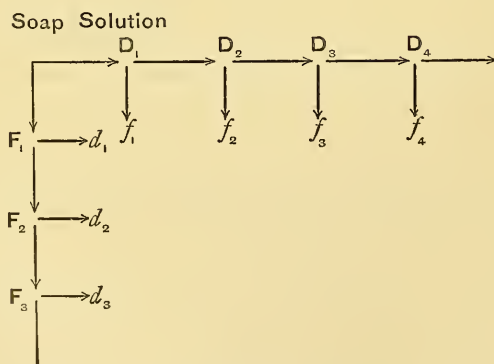 Soap Solution
D₁ D₂ D₃ D₄
f₁ f₂ f₃ f₄
F₁ d₁
F₂ d₂
F₃ d₃